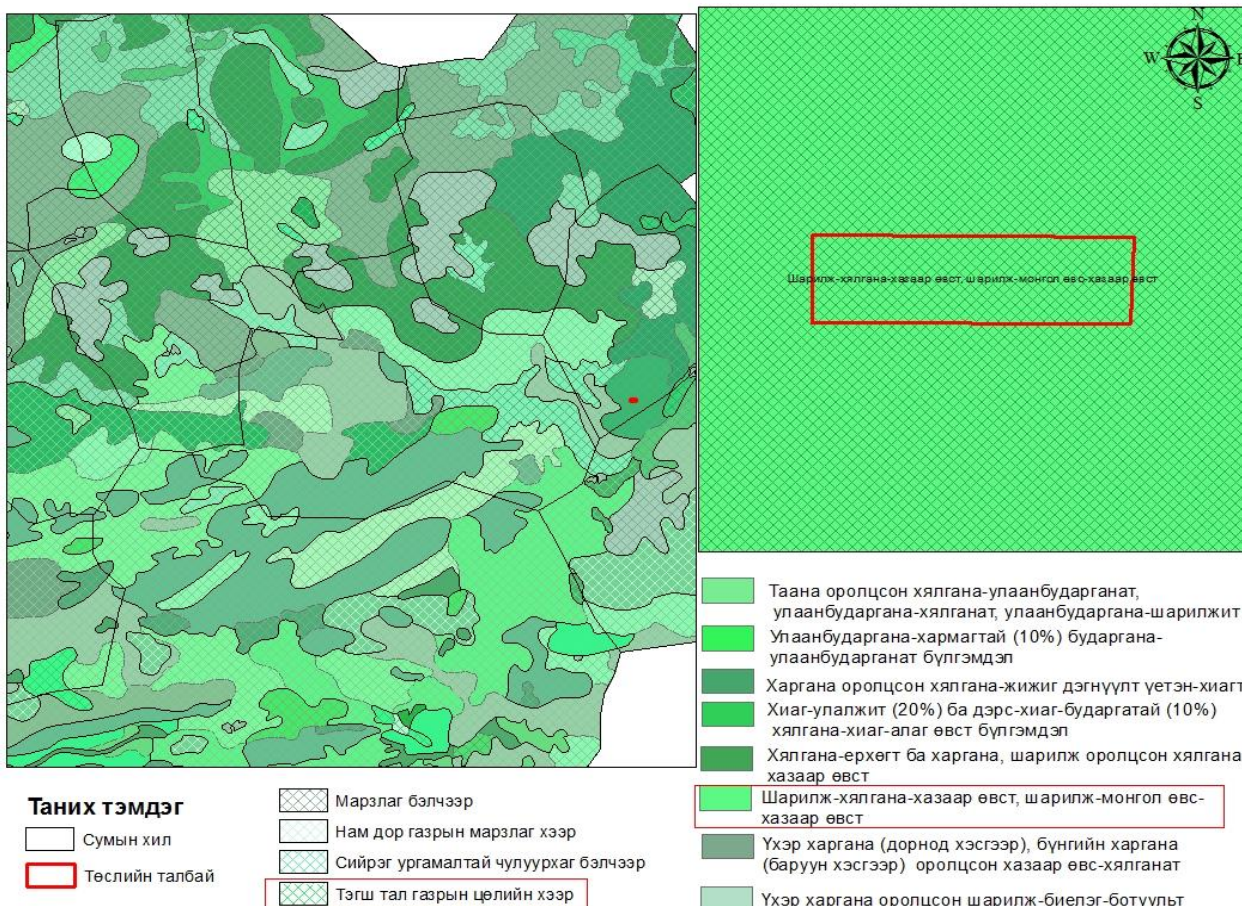 N
W
E
S
Шарилж-хялгана-хазаар өвст, шарилж-монгол өвс-хазаар өвст
Таних тэмдэг
Сумын хил
Төслийн талбай
Марзлаг бэлчээр
Нам дор газрын марзлаг хээр
Сийрэг ургамалтай чулуурхаг бэлчээр
Тэгш тал газрын цөлийн хээр
Таана оролцсон хялгана-улаанбударганат,
улаанбударгана-хялганат, улаанбударгана-шарилжит
Улаанбударгана-хармагтай (10%) бударгана-
улаанбударганат бүлгэмдэл
Харгана оролцсон хялгана-жижиг дэгнүүлт үетэн-хиагт
Хиаг-улалжит (20%) ба дэрс-хиаг-бударгатай (10%)
хялгана-хиаг-алаг өвст бүлгэмдэл
Хялгана-ерхөгт ба харгана, шарилж оролцсон хялгана
хазаар өвст
Шарилж-хялгана-хазаар өвст, шарилж-монгол өвс-
хазаар өвст
Үхэр харгана (дорнод хэсгээр), бүнгийн харгана
(баруун хэсгээр) оролцсон хазаар өвс-хялганат
Үхэр харгана оролцсон шарилж-биелэг-ботуульт